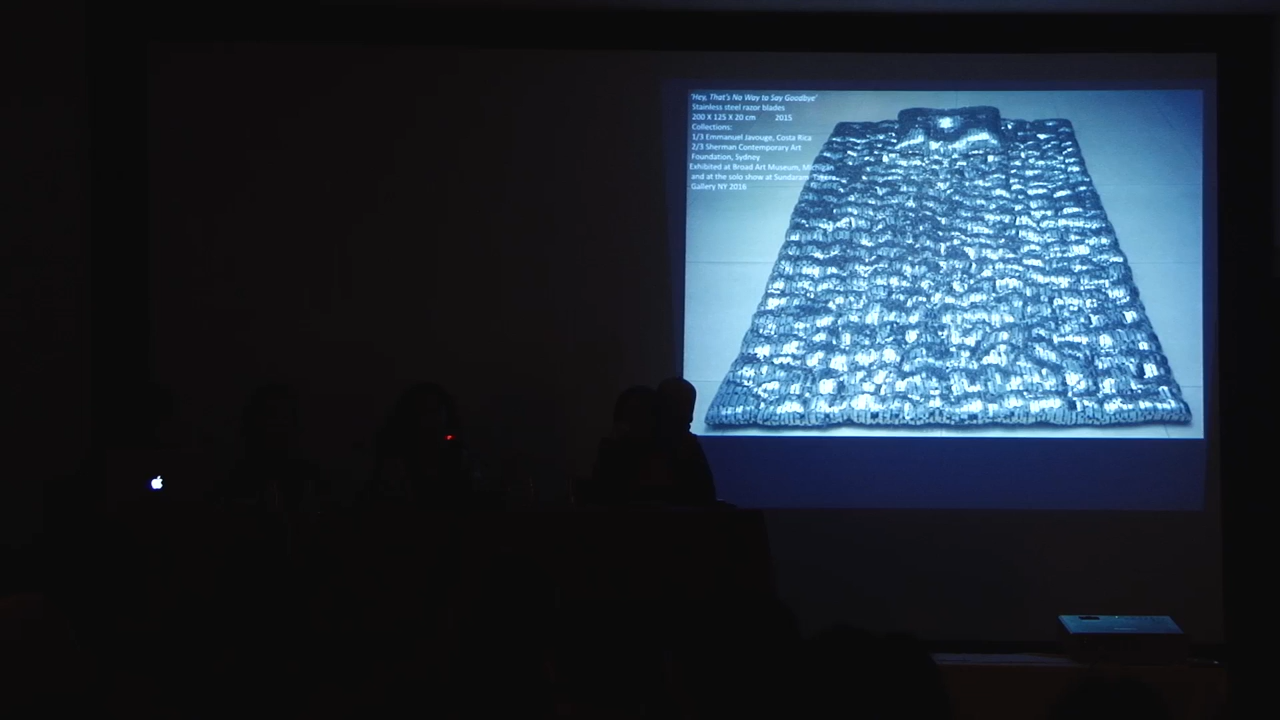 'Hey, That's No Way to Say Goodbye'
Stainless steel razor blades
200 X 125 X 20 cm 2015
Collections:
1/3 Emmanuel Javouge, Costa Rica
2/3 Sherman Contemporary Art
Foundation, Sydney
Exhibited at Broad Art Museum, Michigan
and at the solo show at Sundaram
Gallery NY 2016